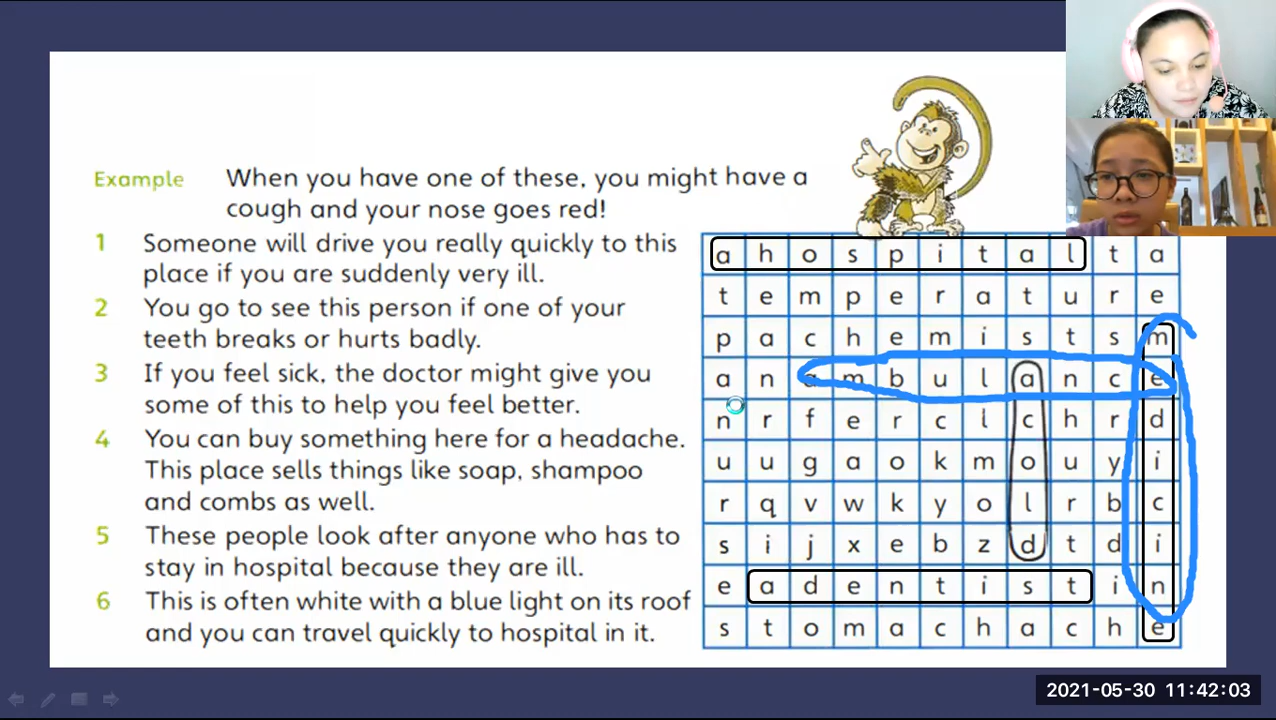 Example When you have one of these, you might have a
cough and your nose goes red!
1 Someone will drive you really quickly to this
place if you are suddenly very ill.
2 You go to see this person if one of your
teeth breaks or hurts badly.
3 If you feel sick, the doctor might give you
some of this to help you feel better.
4 You can buy something here for a headache.
This place sells things like soap, shampoo
and combs as well.
5 These people look after anyone who has to
stay in hospital because they are ill.
6 This is often white with a blue light on its roof
and you can travel quickly to hospital in it.
a h o s p i t a l t a
t e m p e r a t u r e
p a c h e m i s t s m
a n a m b u l a n c e
n r f e r c l c h r d
u u g a o k m o u y i
r q v w k y o l r b c
s i j x e b z d t d i
e a d e n t i s t i n
s t o m a c h a c h e
2021-05-30 11:42:03